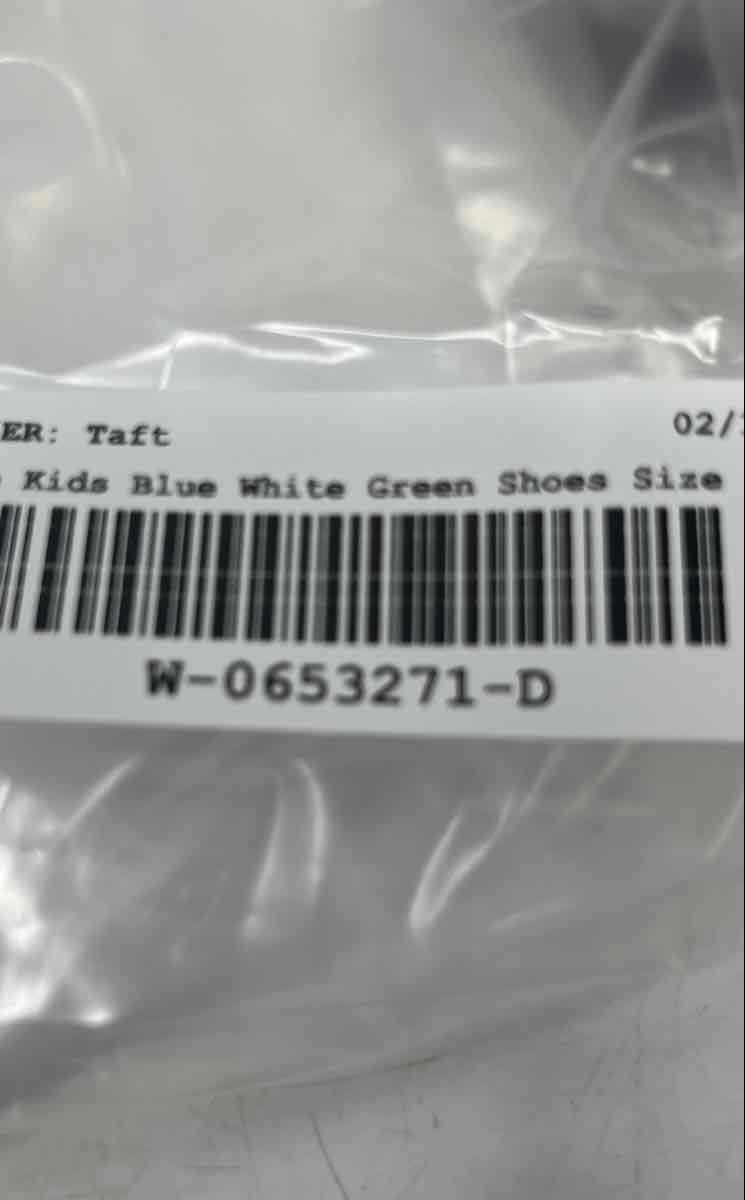 ER: Taft 02/
Kids Blue White Green Shoes Size
W-0653271-D